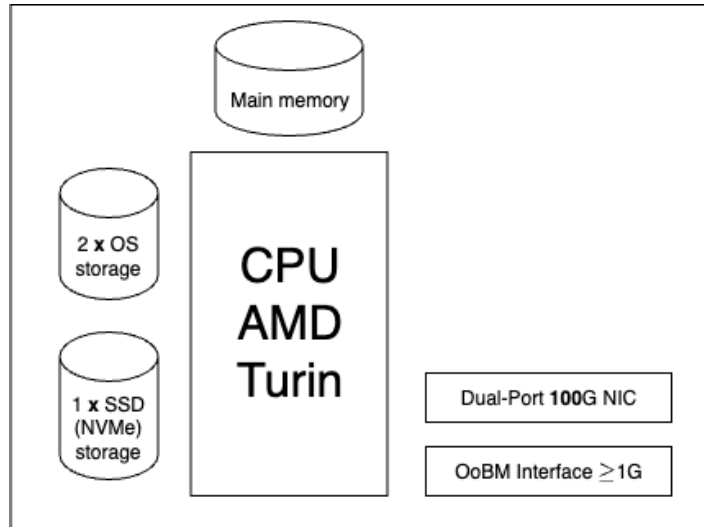 Main memory
2 x OS
storage
CPU
AMD
Turin
1 x SSD
(NVMe)
storage
Dual-Port 100G NIC
OoBM Interface ≥1G